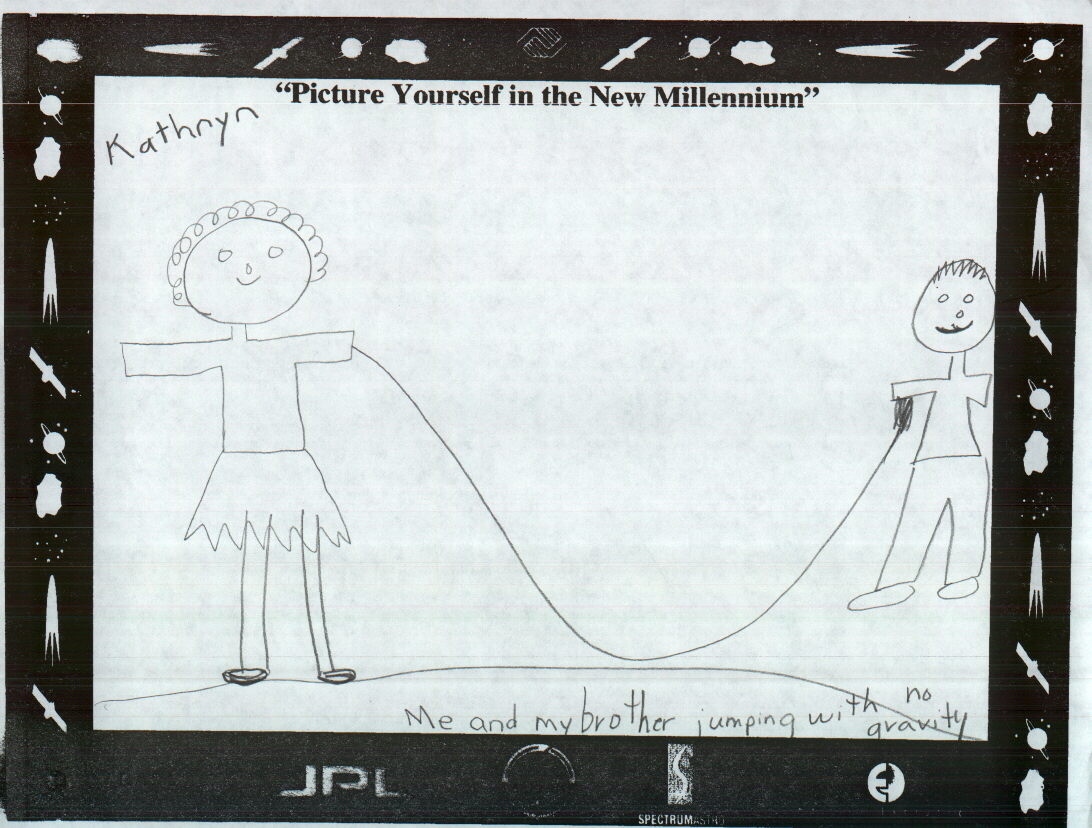 “Picture Yourself in the New Millennium”
Kathryn
Me and my brother jumping with no gravity
JPL
SPECTRUMASTRO